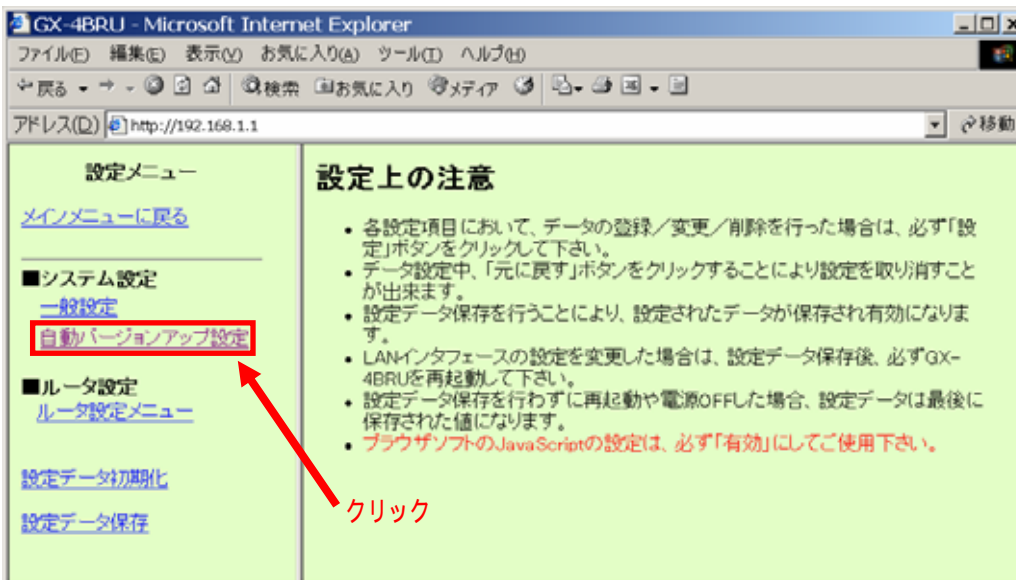 GX-4BRU - Microsoft Internet Explorer
ファイル(F) 編集(E) 表示(V) お気に入り(A) ツール(T) ヘルプ(H)
戻る 検索 お気に入り メディア
アドレス(D) http://192.168.1.1 移動
設定メニュー
メインメニューに戻る
■システム設定
一般設定
自動バージョンアップ設定
■ルータ設定
ルータ設定メニュー
設定データ初期化
設定データ保存
設定上の注意
• 各設定項目において、データの登録／変更／削除を行った場合は、必ず「設
定」ボタンをクリックして下さい。
• データ設定中、「元に戻す」ボタンをクリックすることにより設定を取り消すこと
が出来ます。
• 設定データ保存を行うことにより、設定されたデータが保存され有効になりま
す。
• LANインタフェースの設定を変更した場合は、設定データ保存後、必ずGX-
4BRUを再起動して下さい。
• 設定データ保存を行わずに再起動や電源OFFした場合、設定データは最後に
保存された値になります。
• ブラウザソフトのJavaScriptの設定は、必ず「有効」にしてご使用下さい。
クリック